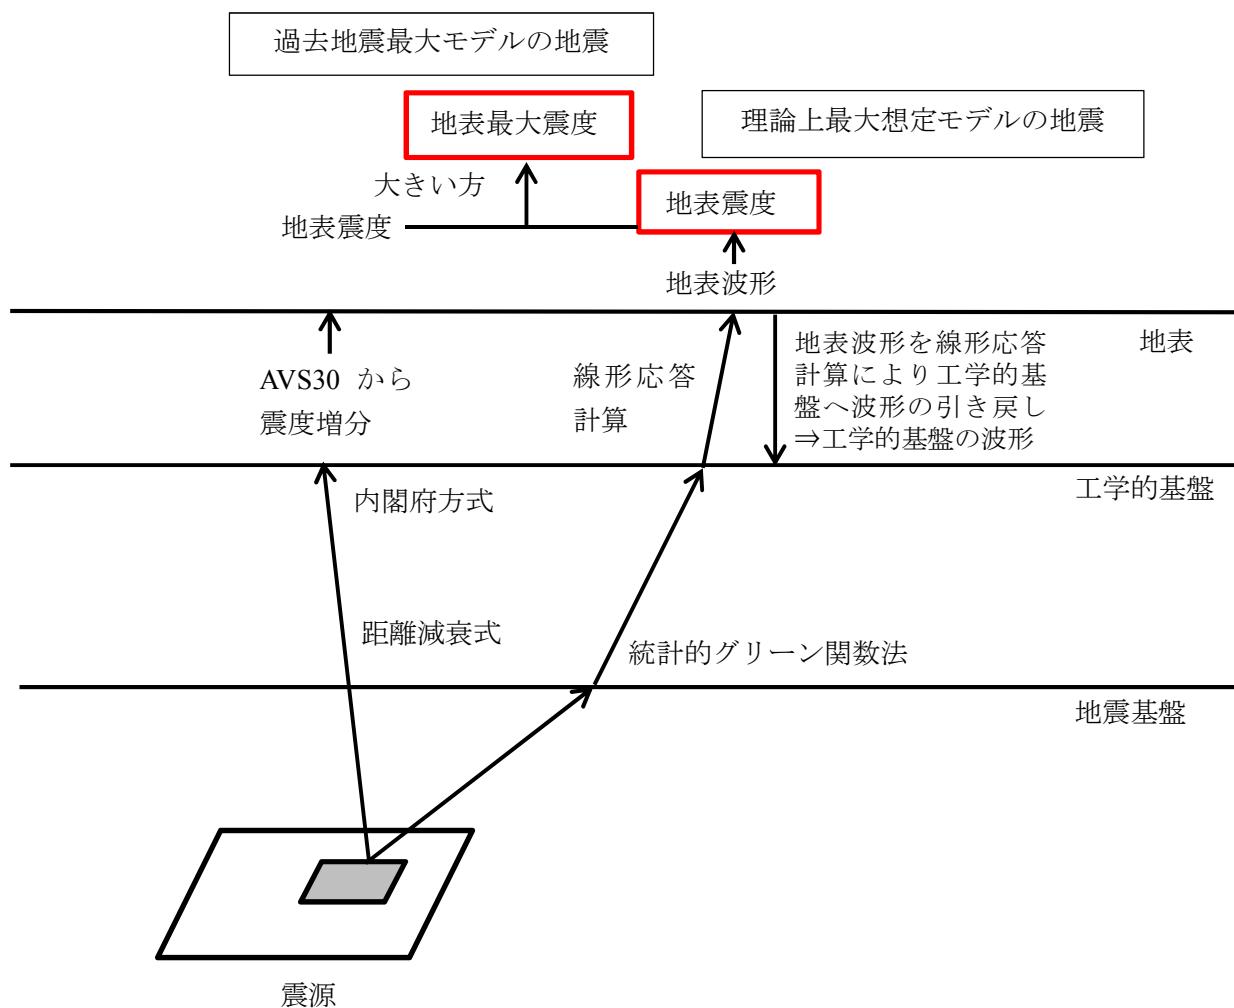 過去地震最大モデルの地震
地表最大震度
理論上最大想定モデルの地震
大きい方
地表震度
地表震度
地表波形
地表波形を線形応答
計算により工学的基
盤へ波形の引き戻し
⇒工学的基盤の波形
地表
AVS30 から
震度増分
線形応答
計算
内閣府方式
工学的基盤
距離減衰式
統計的グリーン関数法
地震基盤
震源